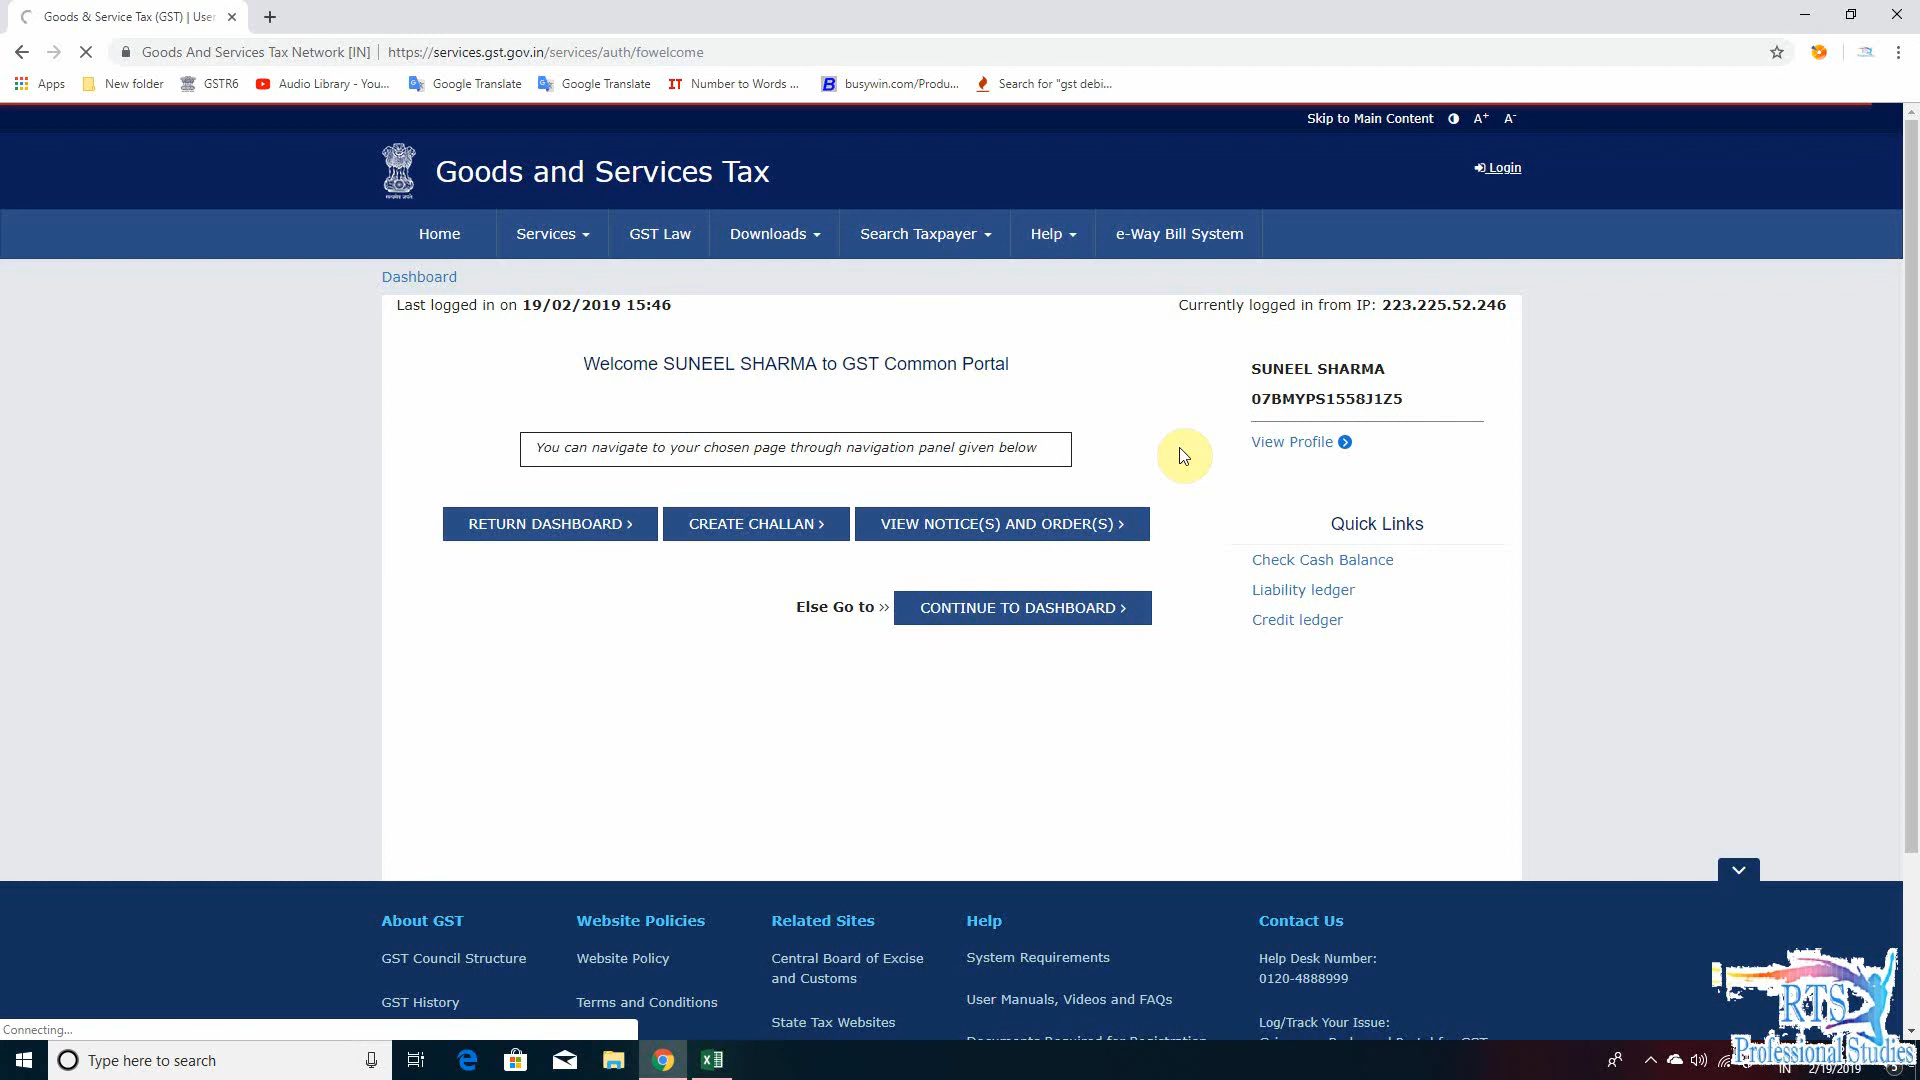 Goods & Service Tax (GST) | User
Goods And Services Tax Network [IN] | https://services.gst.gov.in/services/auth/fowelcome
Apps New folder GSTR6 Audio Library - You... Google Translate Google Translate IT Number to Words ... B busywin.com/Produ... Search for "gst debi...
Skip to Main Content A+ A-
Goods and Services Tax
Login
Home Services GST Law Downloads Search Taxpayer Help e-Way Bill System
Dashboard
Last logged in on 19/02/2019 15:46 Currently logged in from IP: 223.225.52.246
Welcome SUNEEL SHARMA to GST Common Portal
SUNEEL SHARMA
07BMYPS1558J1Z5
You can navigate to your chosen page through navigation panel given below
View Profile
RETURN DASHBOARD > CREATE CHALLAN > VIEW NOTICE(S) AND ORDER(S) >
Quick Links
Check Cash Balance
Liability ledger
Credit ledger
Else Go to » CONTINUE TO DASHBOARD >
About GST Website Policies Related Sites Help Contact Us
GST Council Structure Website Policy Central Board of Excise and Customs System Requirements Help Desk Number:
0120-4888999
GST History Terms and Conditions State Tax Websites User Manuals, Videos and FAQs Log/Track Your Issue:
Documents Required for Registration
Connecting...
RTS
Professional Studies
Type here to search
IN 2/19/2019